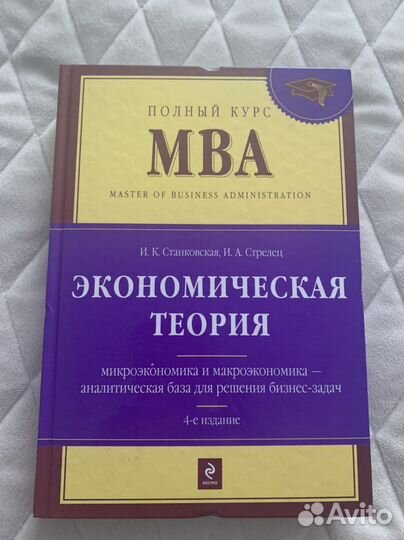 ПОЛНЫЙ КУРС
MBA
MASTER OF BUSINESS ADMINISTRATION
И. К. Станковская, И. А. Стрелец
ЭКОНОМИЧЕСКАЯ
ТЕОРИЯ
микроэкономика и макроэкономика —
аналитическая база для решения бизнес-задач
4-е издание
ЭКСМО
Avito